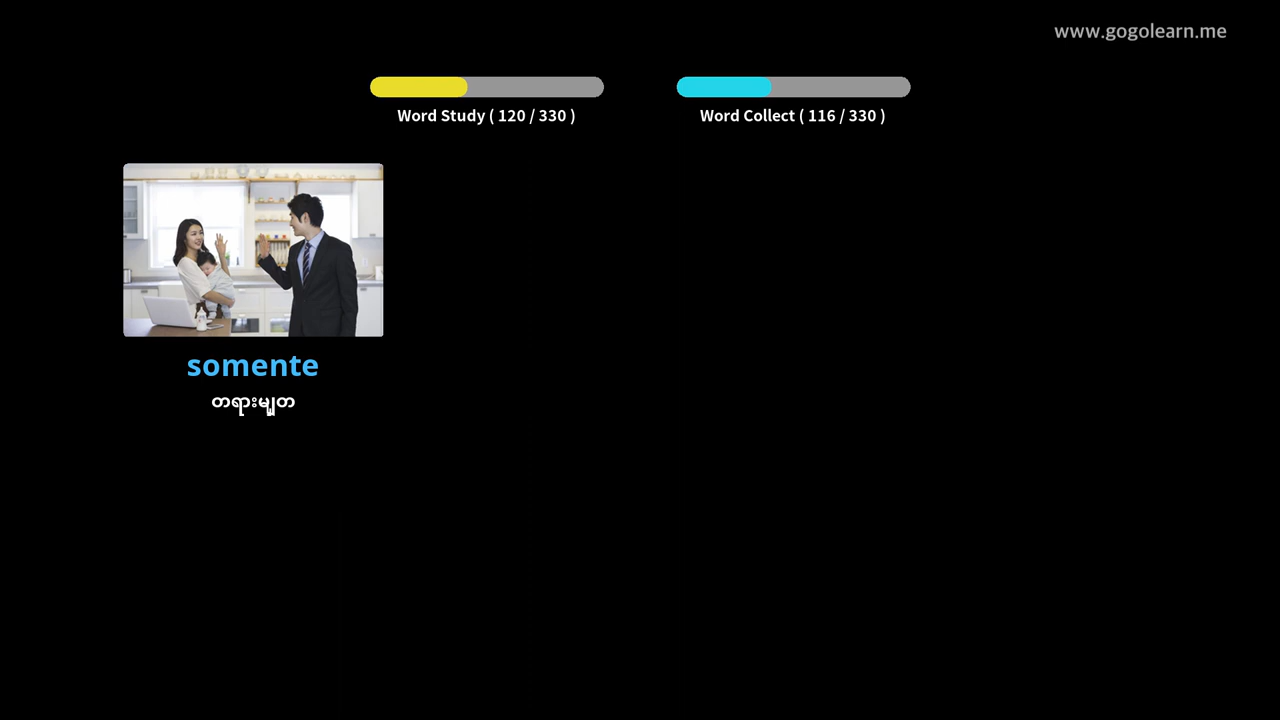 www.gogolearn.me
Word Study ( 120 / 330 )
Word Collect ( 116 / 330 )
somente
တရားမျှတ